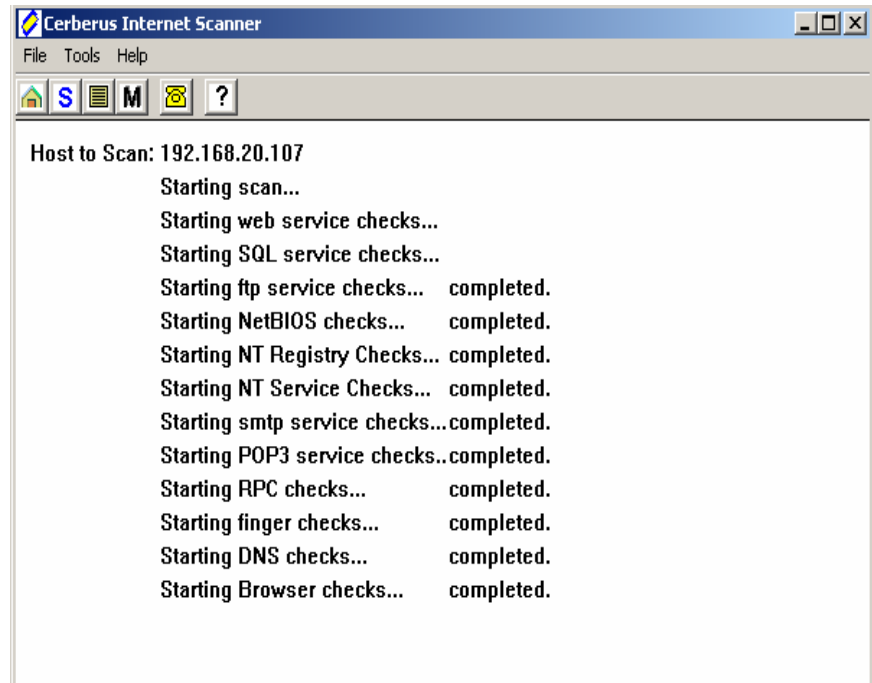 Cerberus Internet Scanner
File Tools Help
S M ?
Host to Scan: 192.168.20.107
Starting scan...
Starting web service checks...
Starting SQL service checks...
Starting ftp service checks... completed.
Starting NetBIOS checks... completed.
Starting NT Registry Checks... completed.
Starting NT Service Checks... completed.
Starting smtp service checks...completed.
Starting POP3 service checks..completed.
Starting RPC checks... completed.
Starting finger checks... completed.
Starting DNS checks... completed.
Starting Browser checks... completed.